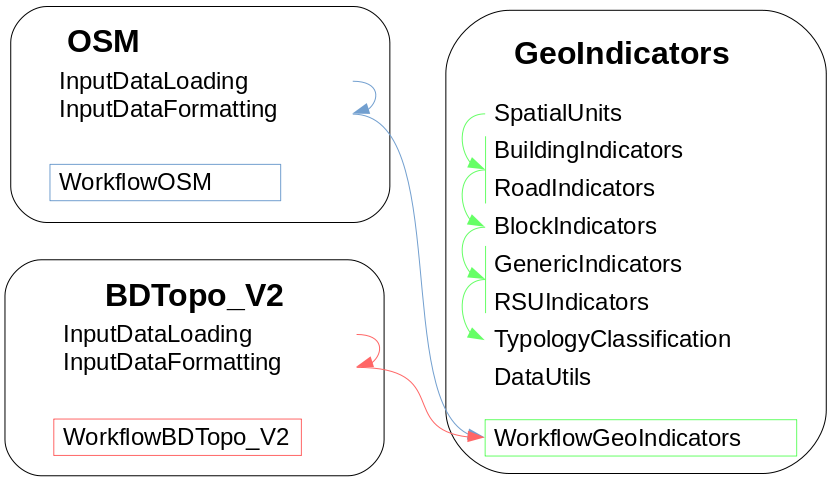 OSM
InputDataLoading
InputDataFormatting
WorkflowOSM
BDTopo_V2
InputDataLoading
InputDataFormatting
WorkflowBDTopo_V2
GeoIndicators
SpatialUnits
BuildingIndicators
RoadIndicators
BlockIndicators
GenericIndicators
RSUIndicators
TypologyClassification
DataUtils
WorkflowGeoIndicators